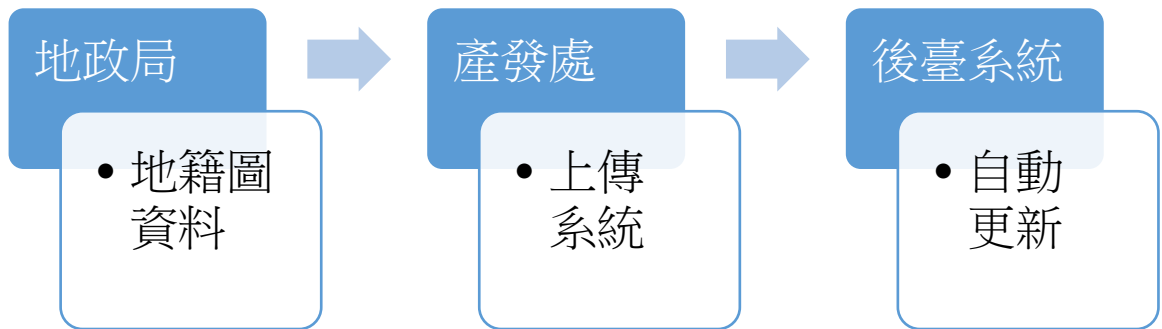 地政局
• 地籍圖
資料
產發處
• 上傳
系統
後臺系統
• 自動
更新